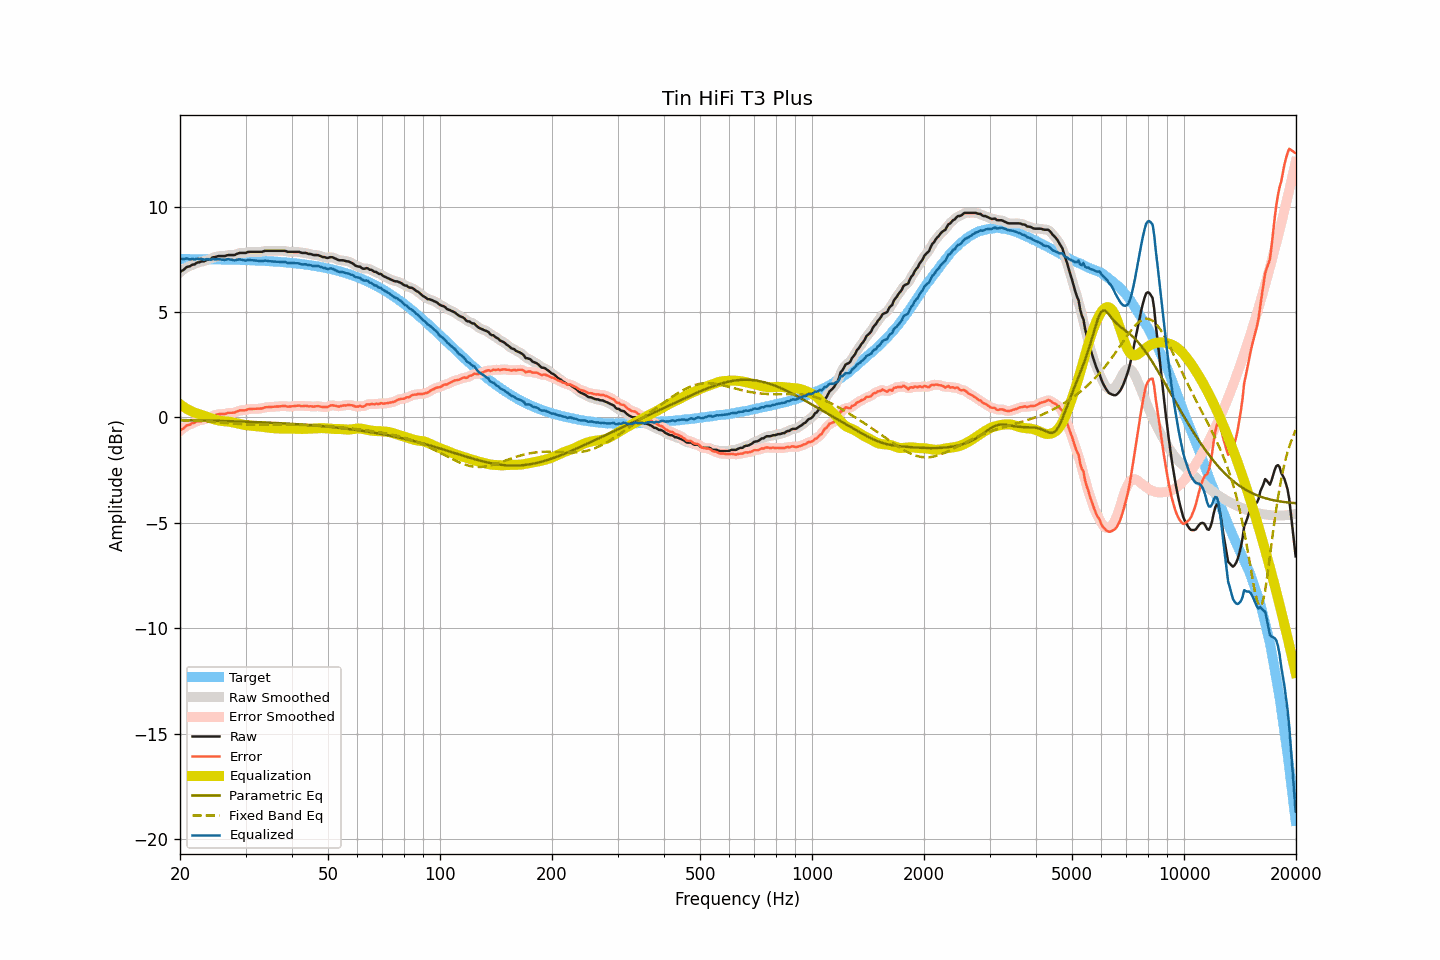 Tin HiFi T3 Plus
Amplitude (dBr)
10
5
0
−5
−10
−15
−20
Target
Raw Smoothed
Error Smoothed
Raw
Error
Equalization
Parametric Eq
Fixed Band Eq
Equalized
20 50 100 200 500 1000 2000 5000 10000 20000
Frequency (Hz)